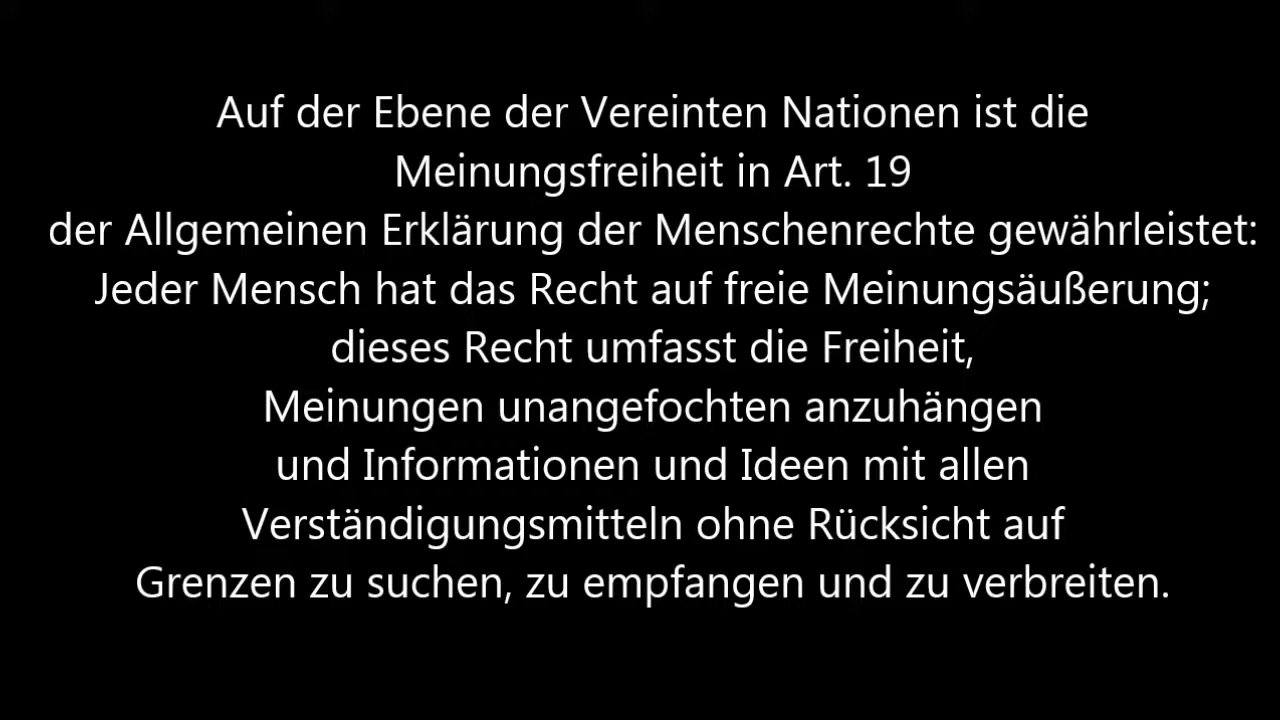 Auf der Ebene der Vereinten Nationen ist die
Meinungsfreiheit in Art. 19
der Allgemeinen Erklärung der Menschenrechte gewährleistet:
Jeder Mensch hat das Recht auf freie Meinungsäußerung;
dieses Recht umfasst die Freiheit,
Meinungen unangefochten anzuhängen
und Informationen und Ideen mit allen
Verständigungsmitteln ohne Rücksicht auf
Grenzen zu suchen, zu empfangen und zu verbreiten.